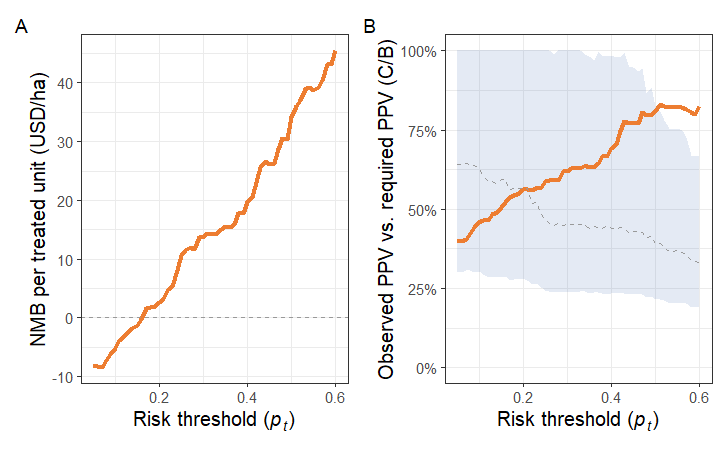 A
NMB per treated unit (USD/ha)
40
30
20
10
0
-10
0.2
0.4
0.6
Risk threshold (pt)
B
Observed PPV vs. required PPV (C/B)
100%
75%
50%
25%
0%
0.2
0.4
0.6
Risk threshold (pt)